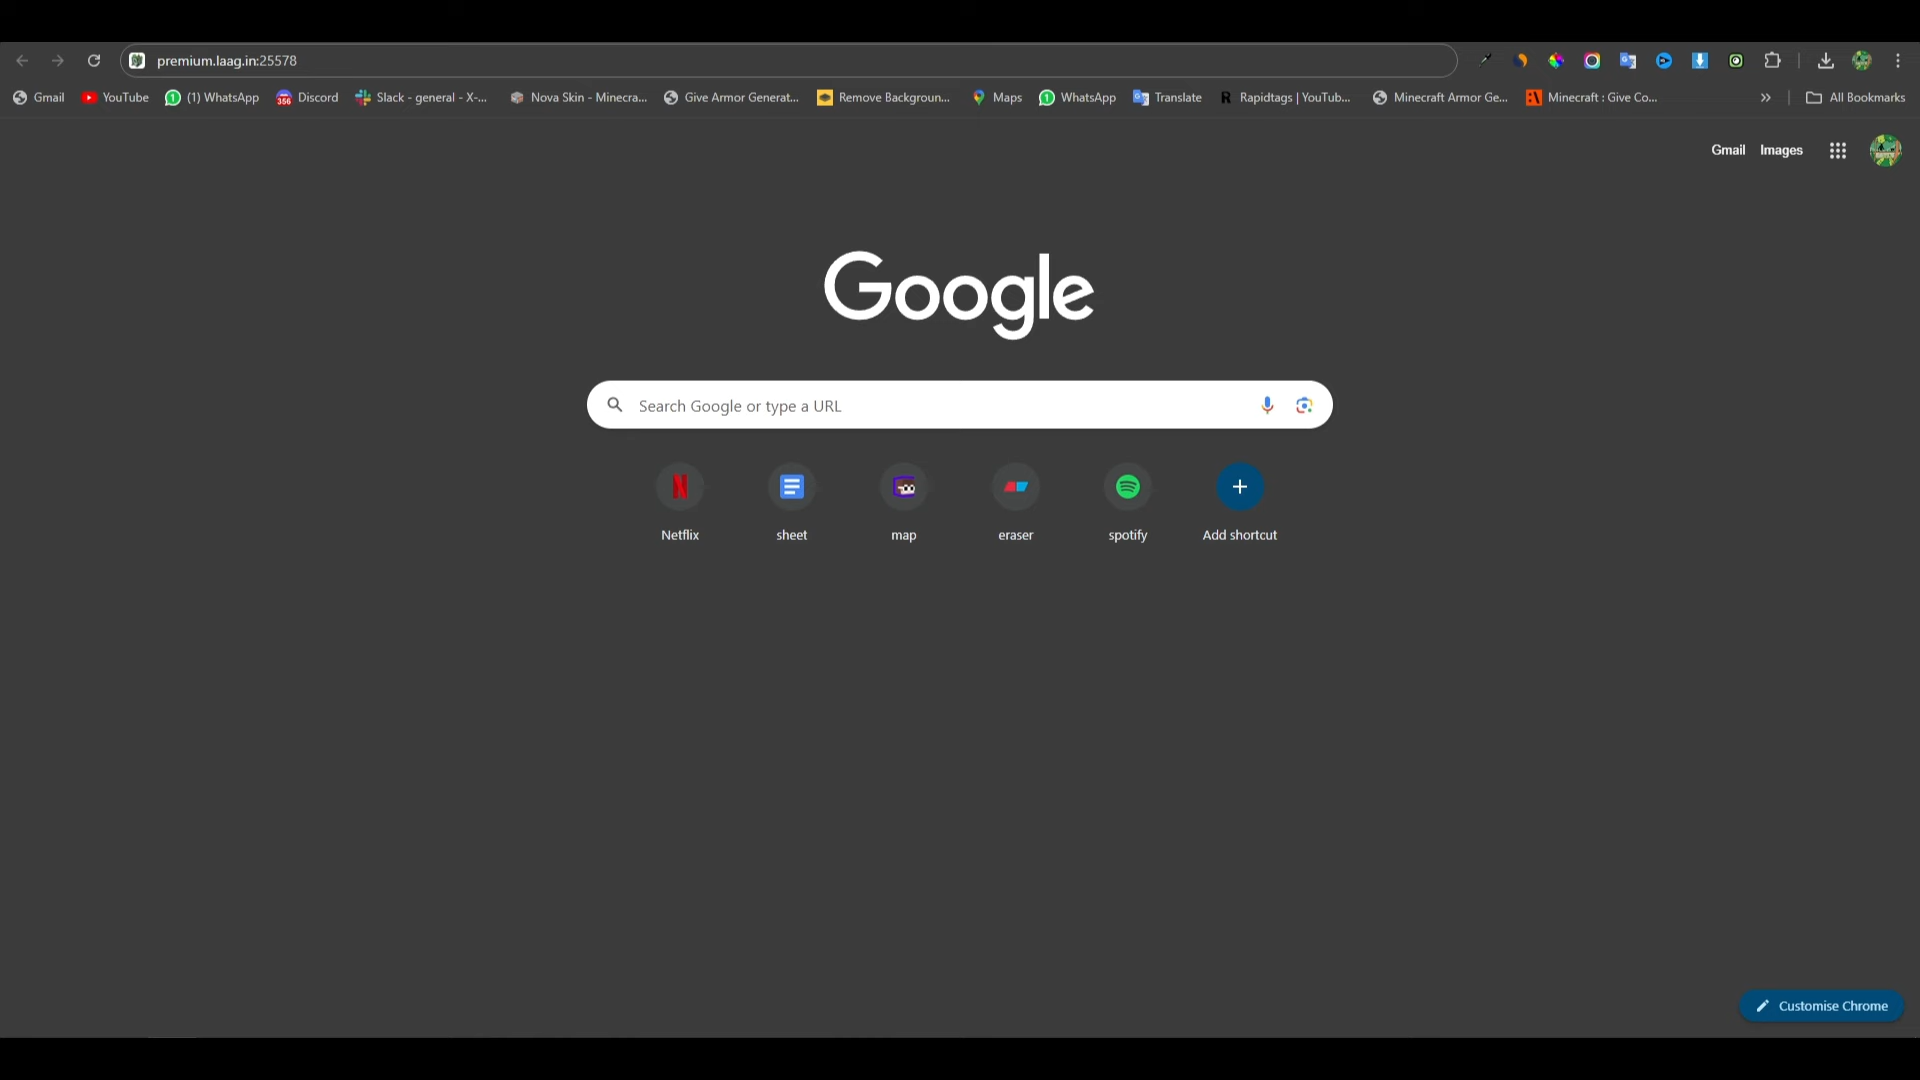 premium.laag.in:25578
Gmail YouTube (1) WhatsApp Discord Slack - general - X-... Nova Skin - Minecra... Give Armor Generat... Remove Backgroun... Maps WhatsApp Translate Rapidtags | YouTub... Minecraft Armor Ge... Minecraft : Give Co... » All Bookmarks
Gmail Images
Google
Search Google or type a URL
Netflix sheet map eraser spotify Add shortcut
Customise Chrome